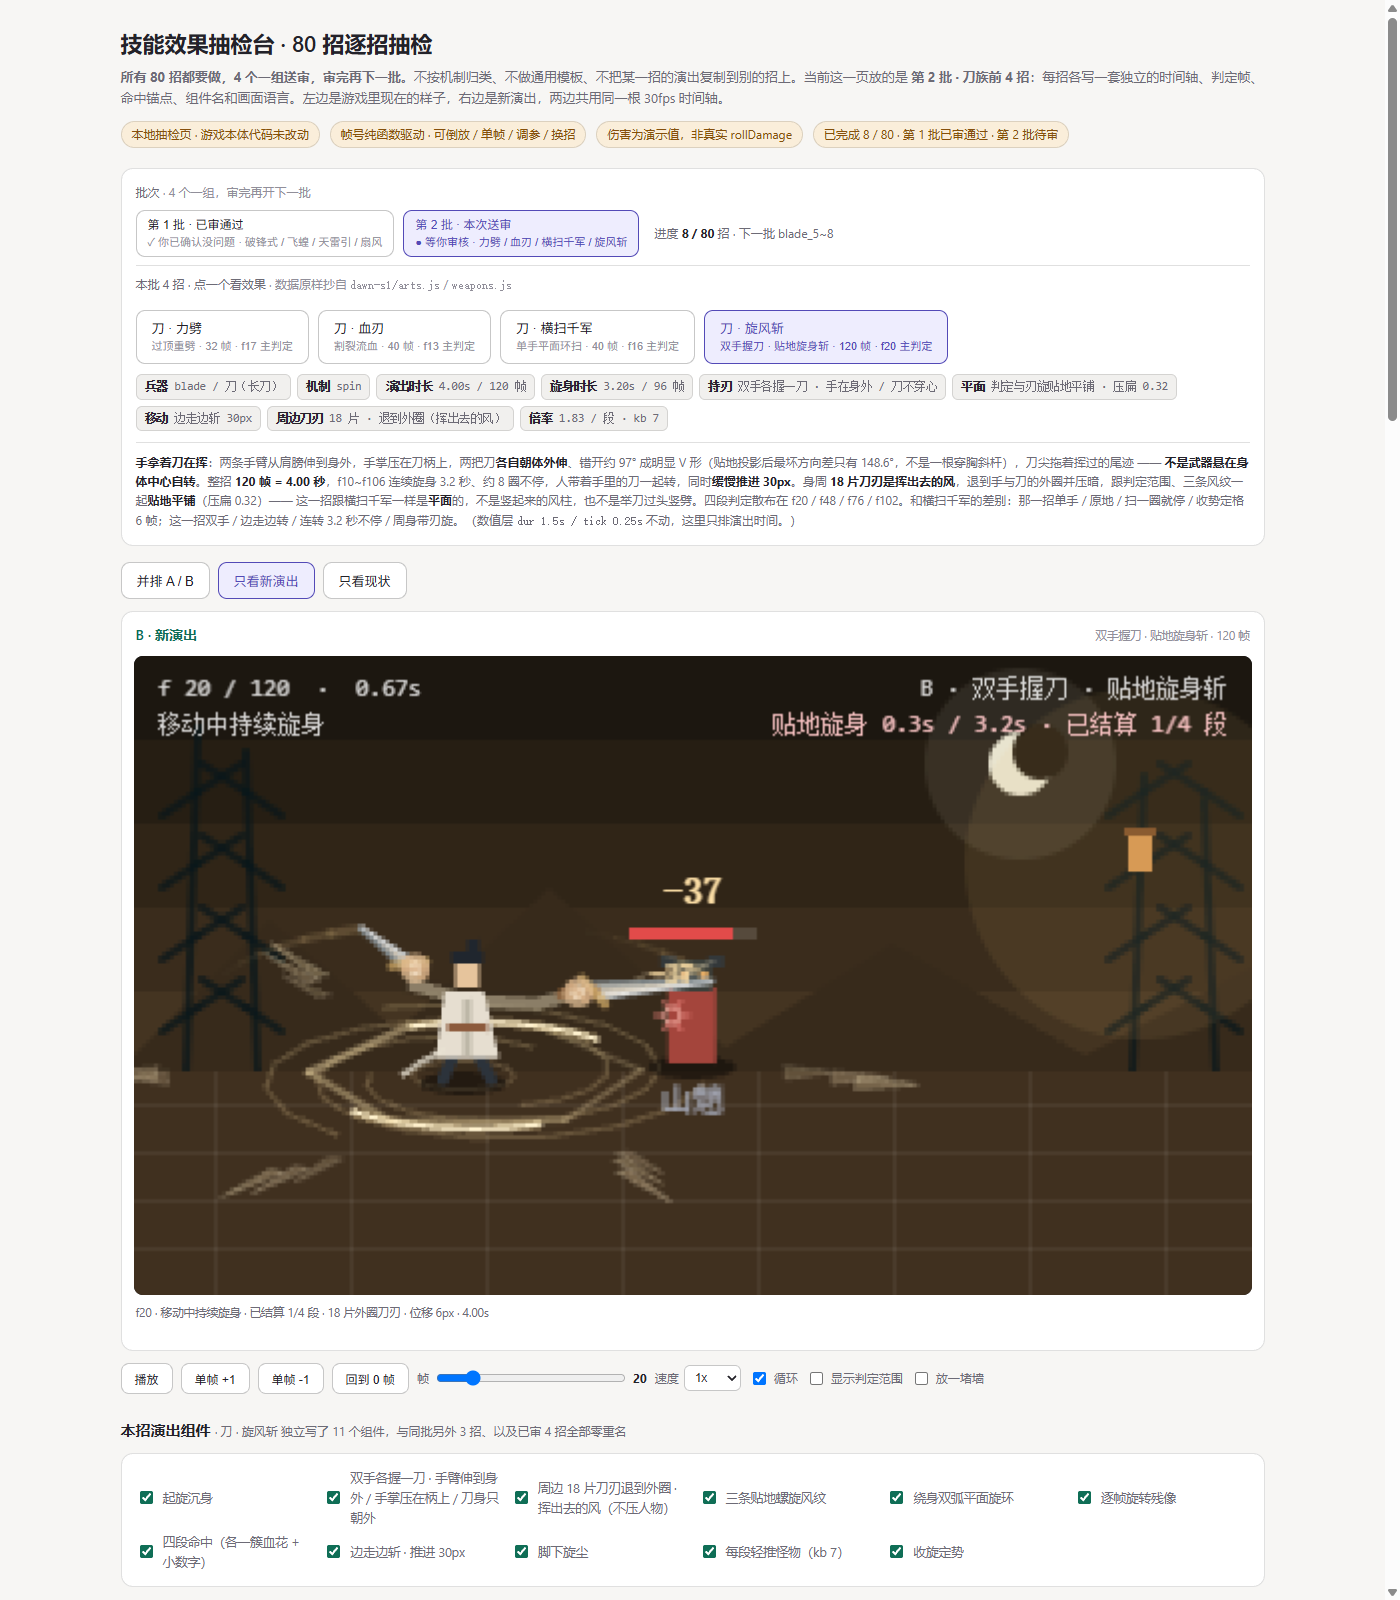 技能效果抽检台 · 80 招逐招抽检
所有 80 招都要做，4 个一组送审，审完再下一批。不按机制归类、不做通用模板、不把某一招的演出复制到别的招上。当前这一页放的是 第 2 批 · 刀族前 4 招：每招各写一套独立的时间轴、判定帧、
命中锚点、组件名和画面语言。左边是游戏里现在的样子，右边是新演出，两边共用同一根 30fps 时间轴。
本地抽检页 · 游戏本体代码未改动
帧号纯函数驱动 · 可倒放 / 单帧 / 调参 / 换招
伤害为演示值，非真实 rollDamage
已完成 8 / 80 · 第 1 批已审通过 · 第 2 批待审
批次 · 4 个一组，审完再开下一批
第 1 批 · 已审通过
✓ 你已确认没问题 · 破锋式 / 飞蝗 / 天雷引 / 扇风
第 2 批 · 本次送审
● 等你审核 · 力劈 / 血刃 / 横扫千军 / 旋风斩
进度 8 / 80 招 · 下一批 blade_5~8
本批 4 招 · 点一个看效果 · 数据原样抄自 dawn-s1/arts.js / weapons.js
刀 · 力劈
过顶重劈 · 32 帧 · f17 主判定
刀 · 血刃
割裂流血 · 40 帧 · f13 主判定
刀 · 横扫千军
单手平面环扫 · 40 帧 · f16 主判定
刀 · 旋风斩
双手握刀 · 贴地旋身斩 · 120 帧 · f20 主判定
兵器 blade / 刀（长刀）
机制 spin
演出时长 4.00s / 120 帧
旋身时长 3.20s / 96 帧
持刃 双手各握一刀 · 手在身外 / 刀不穿心
平面 判定与刃旋贴地平铺 · 压扁 0.32
移动 边走边斩 30px
周边刀刃 18 片 · 退到外圈（挥出去的风）
倍率 1.83 / 段 · kb 7
手拿着刀在挥：两条手臂从肩膀伸到身外，手掌压在刀柄上，两把刀各自朝体外伸、错开约 97° 成明显 V 形（贴地投影后最坏方向差只有 148.6°，不是一根穿胸斜杆），刀尖拖着挥过的尾迹 —— 不是武器悬在身
体中心自转。整招 120 帧 = 4.00 秒，f10~f106 连续旋身 3.2 秒、约 8 圈不停，人带着手里的刀一起转，同时缓慢推进 30px。身周 18 片刀刃是挥出去的风，退到手与刀的外圈并压暗，跟判定范围、三条风纹一
起贴地平铺（压扁 0.32）—— 这一招跟横扫千军一样是平面的，不是竖起来的风柱，也不是举刀过头竖劈。四段判定散布在 f20 / f48 / f76 / f102。和横扫千军的差别：那一招单手 / 原地 / 扫一圈就停 / 收势定格
6 帧；这一招双手 / 边走边转 / 连转 3.2 秒不停 / 周身带刃旋。（数值层 dur 1.5s / tick 0.25s 不动，这里只排演出时间。）
并排 A / B
只看新演出
只看现状
B · 新演出
双手握刀 · 贴地旋身斩 · 120 帧
f 20 / 120 · 0.67s
B · 双手握刀 · 贴地旋身斩
移动中持续旋身
贴地旋身 0.3s / 3.2s · 已结算 1/4 段
-37
山魈
f20 · 移动中持续旋身 · 已结算 1/4 段 · 18 片外圈刀刃 · 位移 6px · 4.00s
播放
单帧 +1
单帧 -1
回到 0 帧
帧
20
速度
1x
循环
显示判定范围
放一堵墙
本招演出组件 · 刀 · 旋风斩 独立写了 11 个组件，与同批另外 3 招、以及已审 4 招全部零重名
起旋沉身
双手各握一刀 · 手臂伸到身
外 / 手掌压在柄上 / 刀身只
朝外
周边 18 片刀刃退到外圈 ·
挥出去的风（不压人物）
三条贴地螺旋风纹
绕身双弧平面旋环
逐帧旋转残像
四段命中（各一簇血花 +
小数字）
边走边斩 · 推进 30px
脚下旋尘
每段轻推怪物（kb 7）
收旋定势